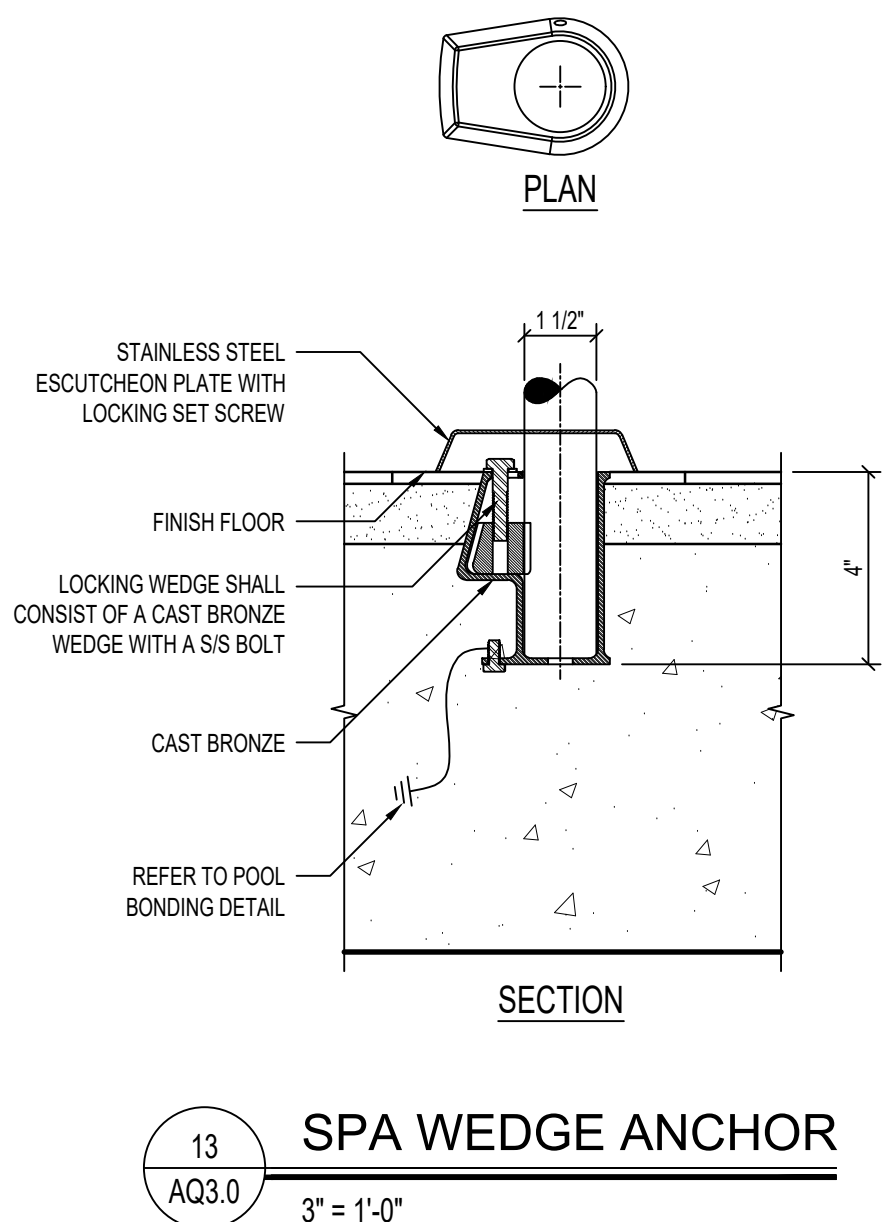 PLAN
1 1/2"
STAINLESS STEEL
ESCUTCHEON PLATE WITH
LOCKING SET SCREW
FINISH FLOOR
4"
LOCKING WEDGE SHALL
CONSIST OF A CAST BRONZE
WEDGE WITH A S/S BOLT
CAST BRONZE
REFER TO POOL
BONDING DETAIL
SECTION
13
AQ3.0
SPA WEDGE ANCHOR
3" = 1'-0"